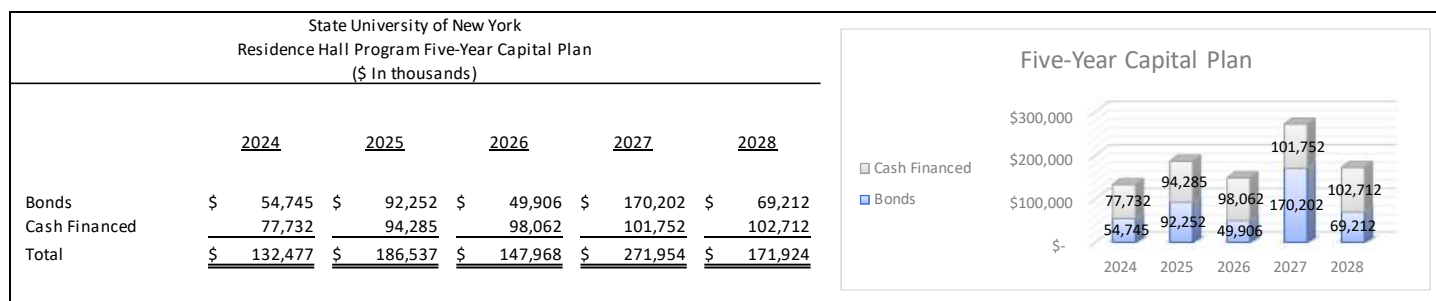 State University of New York
Residence Hall Program Five-Year Capital Plan
($ In thousands)
2024 2025 2026 2027 2028
Bonds $ 54,745 $ 92,252 $ 49,906 $ 170,202 $ 69,212
Cash Financed 77,732 94,285 98,062 101,752 102,712
Total $ 132,477 $ 186,537 $ 147,968 $ 271,954 $ 171,924
Five-Year Capital Plan
Cash Financed
Bonds
$300,000
$200,000
$100,000
$-
77,732 94,285 98,062 101,752 102,712
54,745 92,252 49,906 170,202 69,212
2024 2025 2026 2027 2028